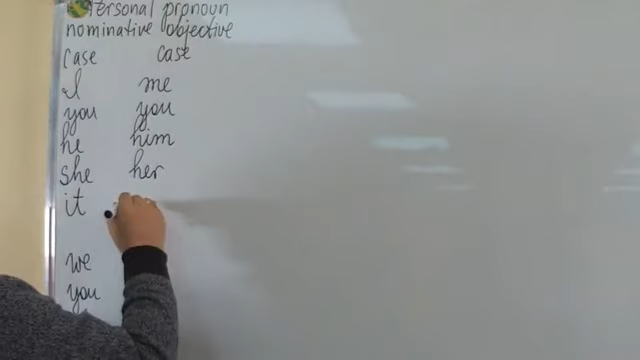 Personal pronoun
nominative objective
case case
I me
you you
he him
she her
it
we
you